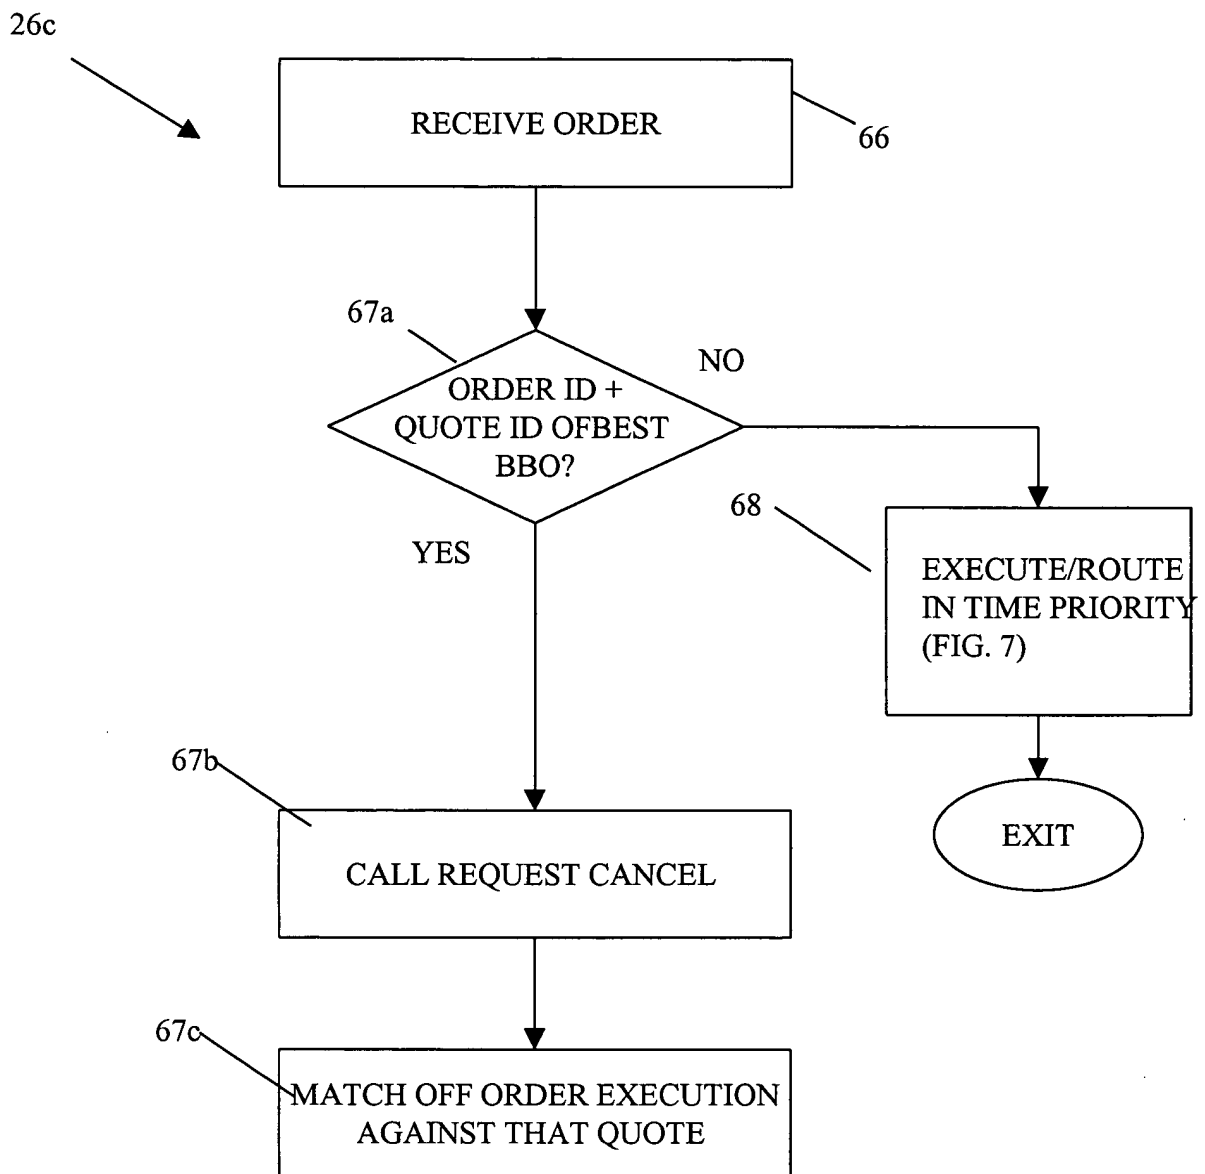 26c
RECEIVE ORDER
66
67a
NO
ORDER ID +
QUOTE ID OFBEST
BBO?
68
YES
EXECUTE/ROUTE
IN TIME PRIORITY
(FIG. 7)
67b
EXIT
CALL REQUEST CANCEL
67c
MATCH OFF ORDER EXECUTION
AGAINST THAT QUOTE